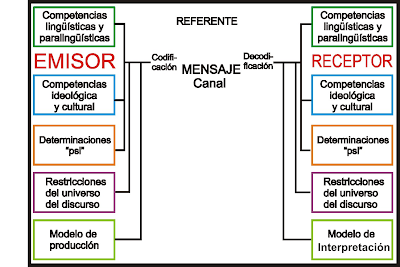 Competencias
lingüísticas y
paralingüísticas
EMISOR
Competencias
ideológica
y cultural
Determinaciones
"psi"
Restricciones
del universo
del discurso
Modelo de
producción
REFERENTE
Codifi-
cación
MENSAJE
Canal
Decodi-
ficación
Competencias
lingüísticas y
paralingüísticas
RECEPTOR
Competencias
ideológica
y cultural
Determinaciones
"psi"
Restricciones
del universo
del discurso
Modelo de
Interpretación